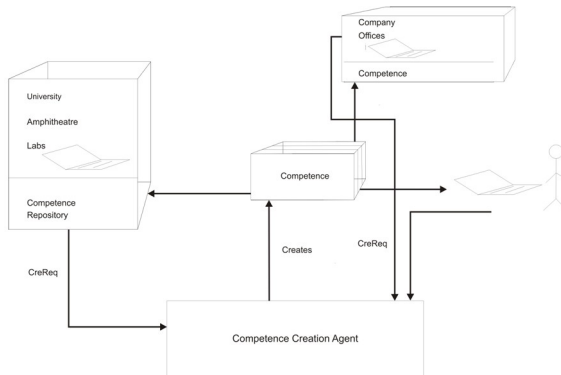 Company
Offices
Competence
University
Amphitheatre
Labs
Competence
Repository
Competence
CreReq
Creates
CreReq
Competence Creation Agent